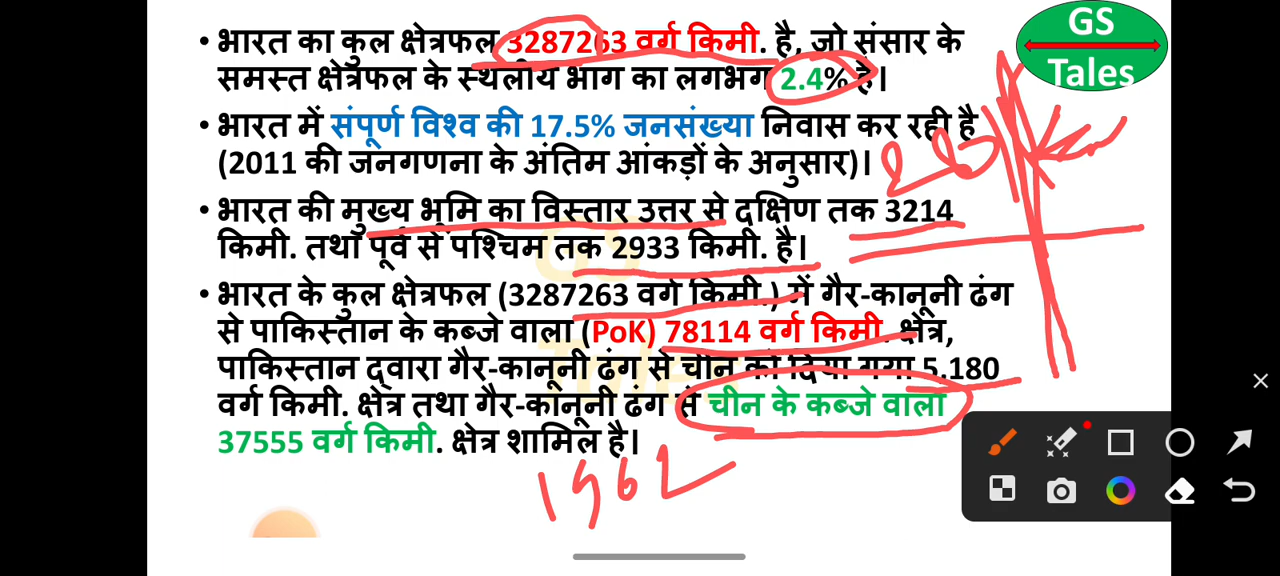 GS
Tales
• भारत का कुल क्षेत्रफल 3287263 वर्ग किमी. है, जो संसार के
समस्त क्षेत्रफल के स्थलीय भाग का लगभग 2.4% है।
• भारत में संपूर्ण विश्व की 17.5% जनसंख्या निवास कर रही है
(2011 की जनगणना के अंतिम आंकड़ों के अनुसार)।
• भारत की मुख्य भूमि का विस्तार उत्तर से दक्षिण तक 3214
किमी. तथा पूर्व से पश्चिम तक 2933 किमी. है।
• भारत के कुल क्षेत्रफल (3287263 वर्ग किमी.) में गैर-कानूनी ढंग
से पाकिस्तान के कब्जे वाला (PoK) 78114 वर्ग किमी. क्षेत्र,
पाकिस्तान द्वारा गैर-कानूनी ढंग से चीन को दिया गया 5.180
वर्ग किमी. क्षेत्र तथा गैर-कानूनी ढंग से चीन के कब्जे वाला
37555 वर्ग किमी. क्षेत्र शामिल है।
1962